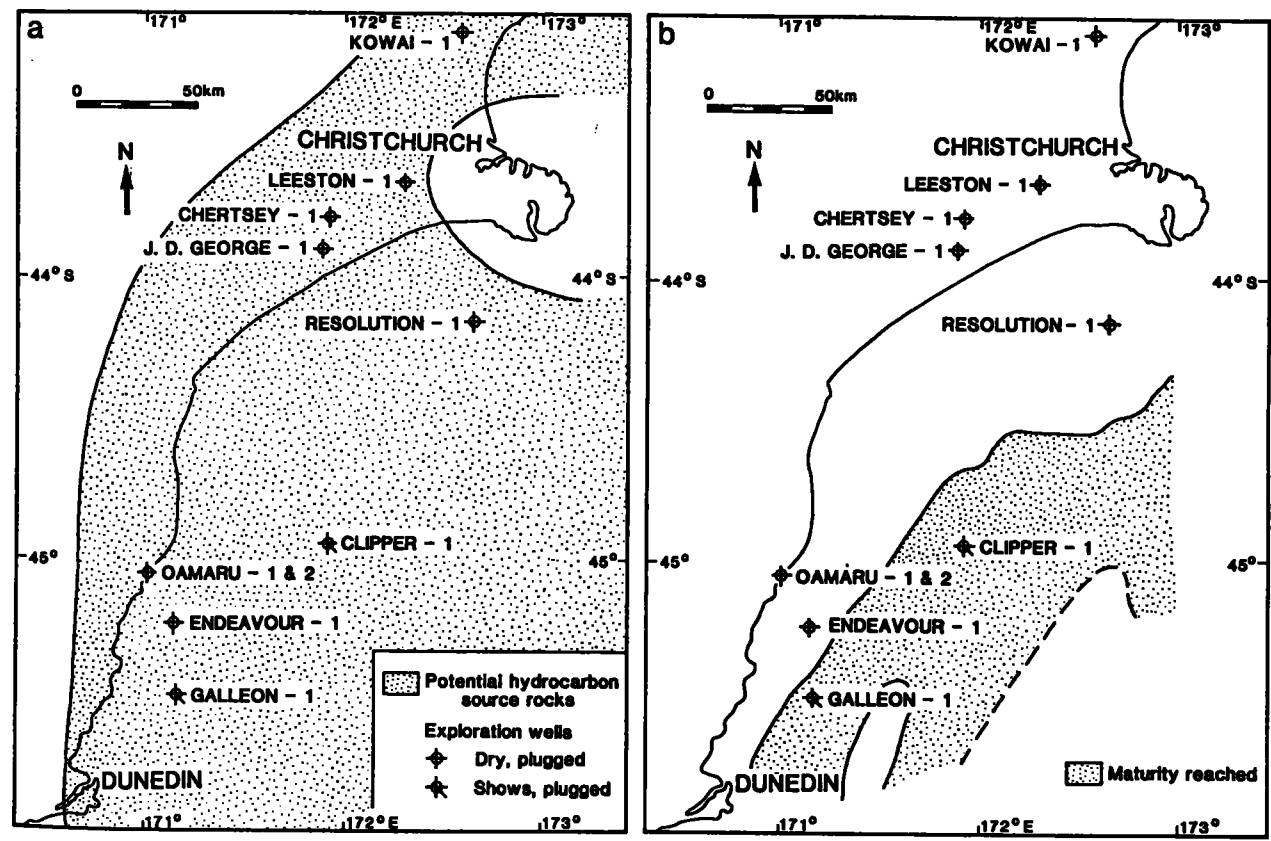 a
171°
172° E
173°
KOWAI - 1
0
50km
N
CHRISTCHURCH
LEESTON - 1
CHERTSEY - 1
J. D. GEORGE - 1
44° S
44° S
RESOLUTION - 1
CLIPPER - 1
45°
45°
OAMARU - 1 & 2
ENDEAVOUR - 1
GALLEON - 1
Potential hydrocarbon
source rocks
Exploration wells
Dry, plugged
Shows, plugged
DUNEDIN
171°
172° E
173°
b
171°
172° E
173°
KOWAI - 1
0
50km
N
CHRISTCHURCH
LEESTON - 1
CHERTSEY - 1
J. D. GEORGE - 1
44° S
44° S
RESOLUTION - 1
CLIPPER - 1
45°
45°
OAMARU - 1 & 2
ENDEAVOUR - 1
GALLEON - 1
Maturity reached
DUNEDIN
171°
172° E
173°